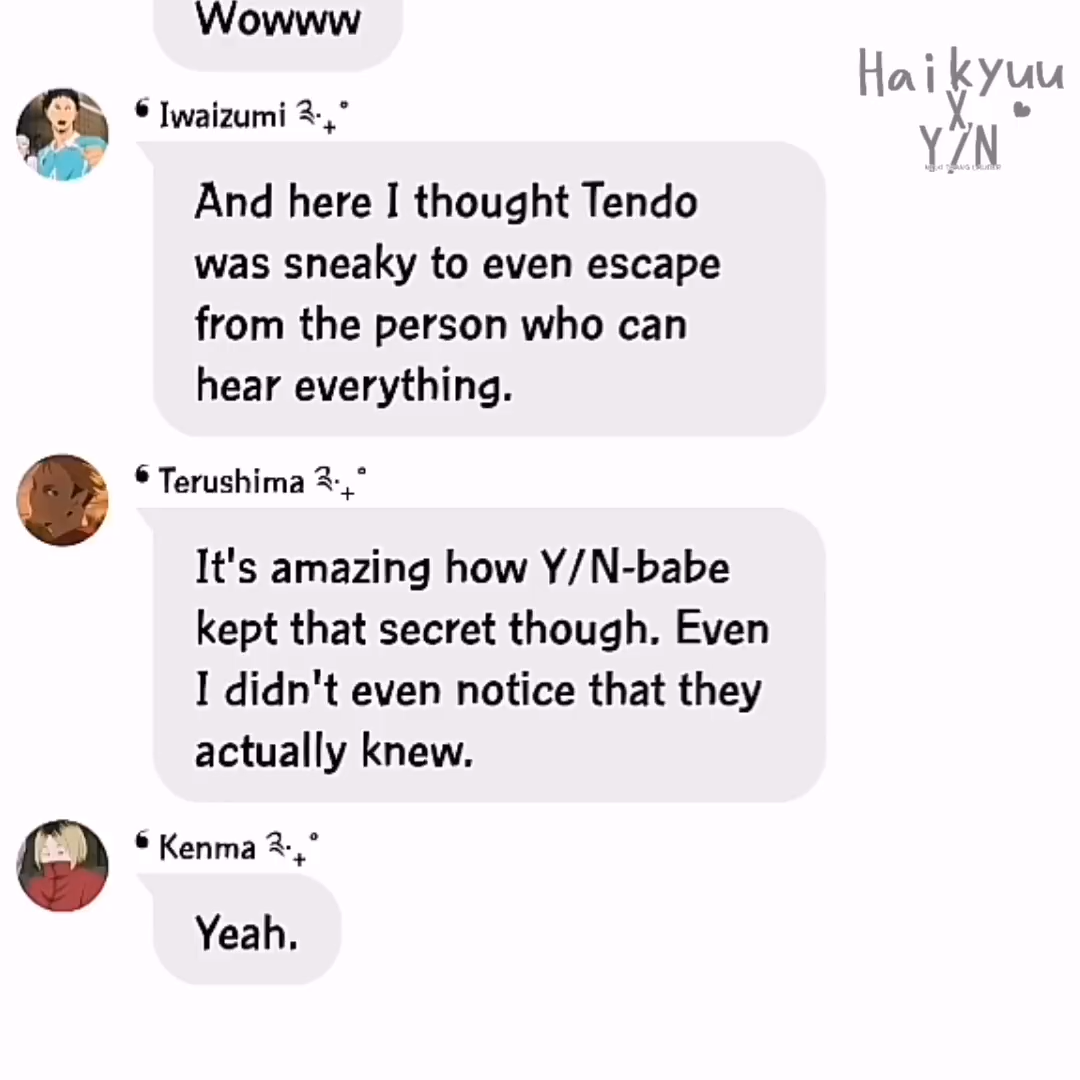 Wowww
Haikyuu
X
Y/N
❛ Iwaizumi ༉‧₊˚
And here I thought Tendo
was sneaky to even escape
from the person who can
hear everything.
❛ Terushima ༉‧₊˚
It's amazing how Y/N-babe
kept that secret though. Even
I didn't even notice that they
actually knew.
❛ Kenma ༉‧₊˚
Yeah.